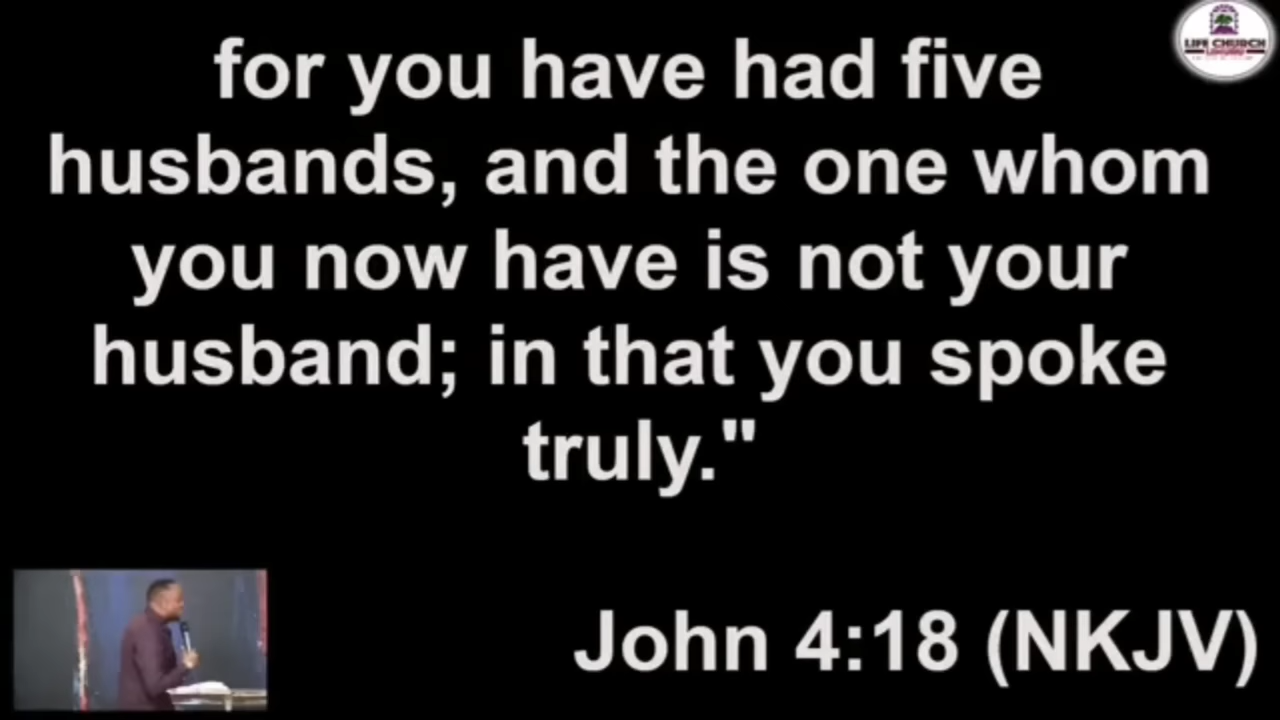 for you have had five
husbands, and the one whom
you now have is not your
husband; in that you spoke
truly."
John 4:18 (NKJV)
LIFE CHURCH